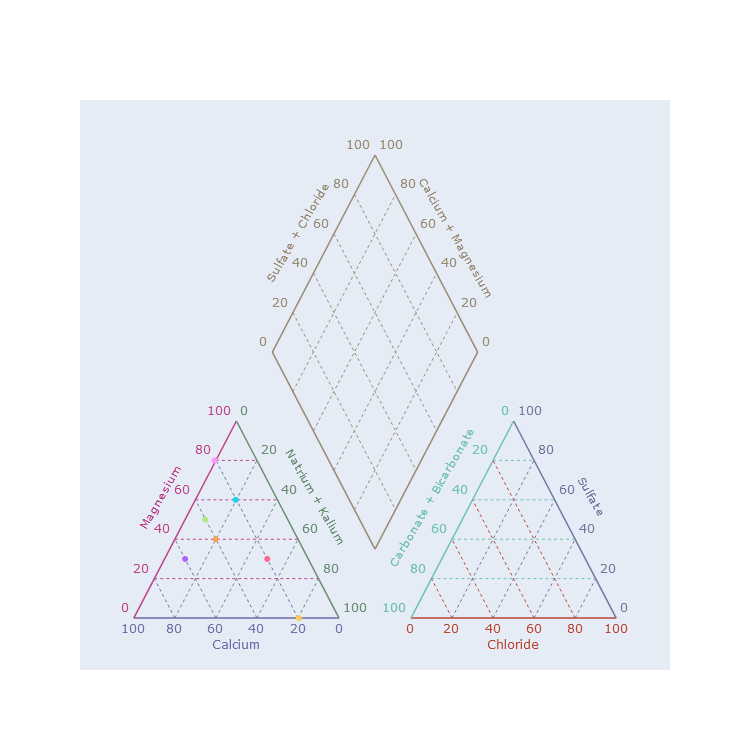 100 100
80 80
Sulfate + Chloride
Calcium + Magnesium
60 60
40 40
20 20
0 0
100 0 0 100
80 20 20 80
Magnesium
Natrium + Kalium
Carbonate + Bicarbonate
Sulfate
60 40 40 60
40 60 60 40
20 80 80 20
0 100 100 0
100 80 60 40 20 0 0 20 40 60 80 100
Calcium Chloride